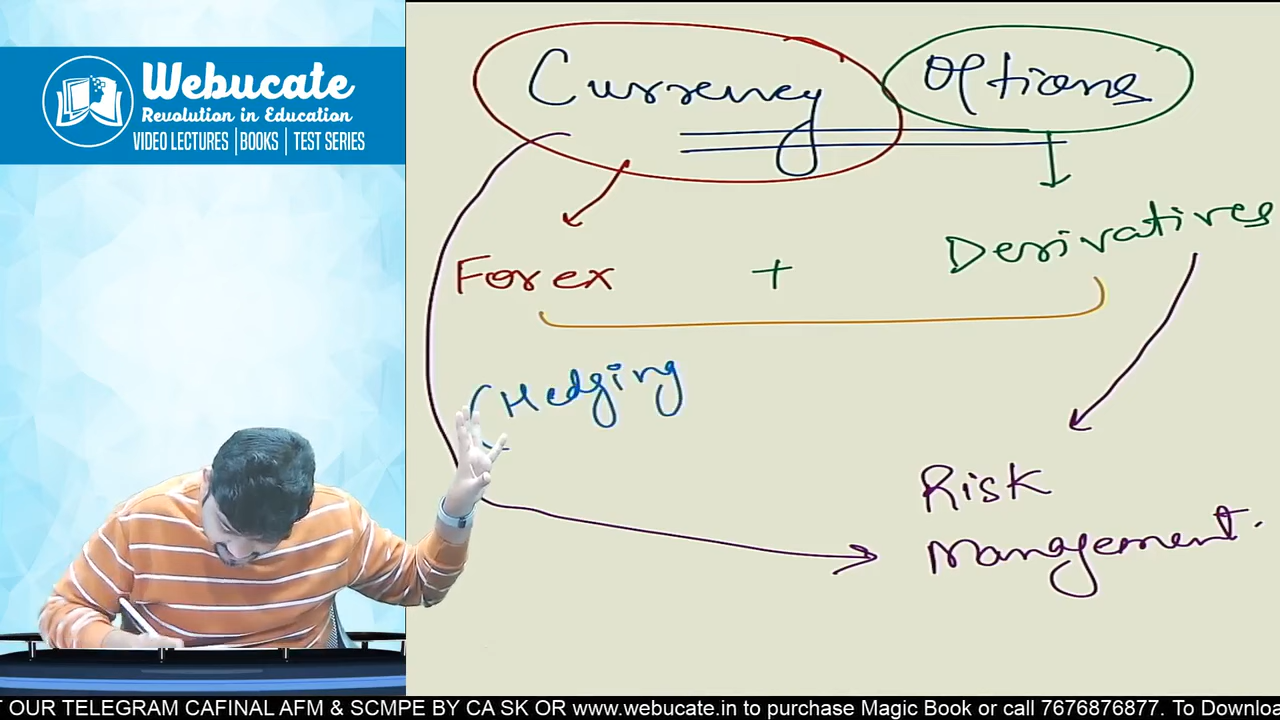 Webucate
Revolution in Education
VIDEO LECTURES | BOOKS | TEST SERIES
Currency Options
Forex + Derivatives
(Hedging
Risk
Management.
T OUR TELEGRAM CAFINAL AFM & SCMPE BY CA SK OR www.webucate.in to purchase Magic Book or call 7676876877. To Downloa